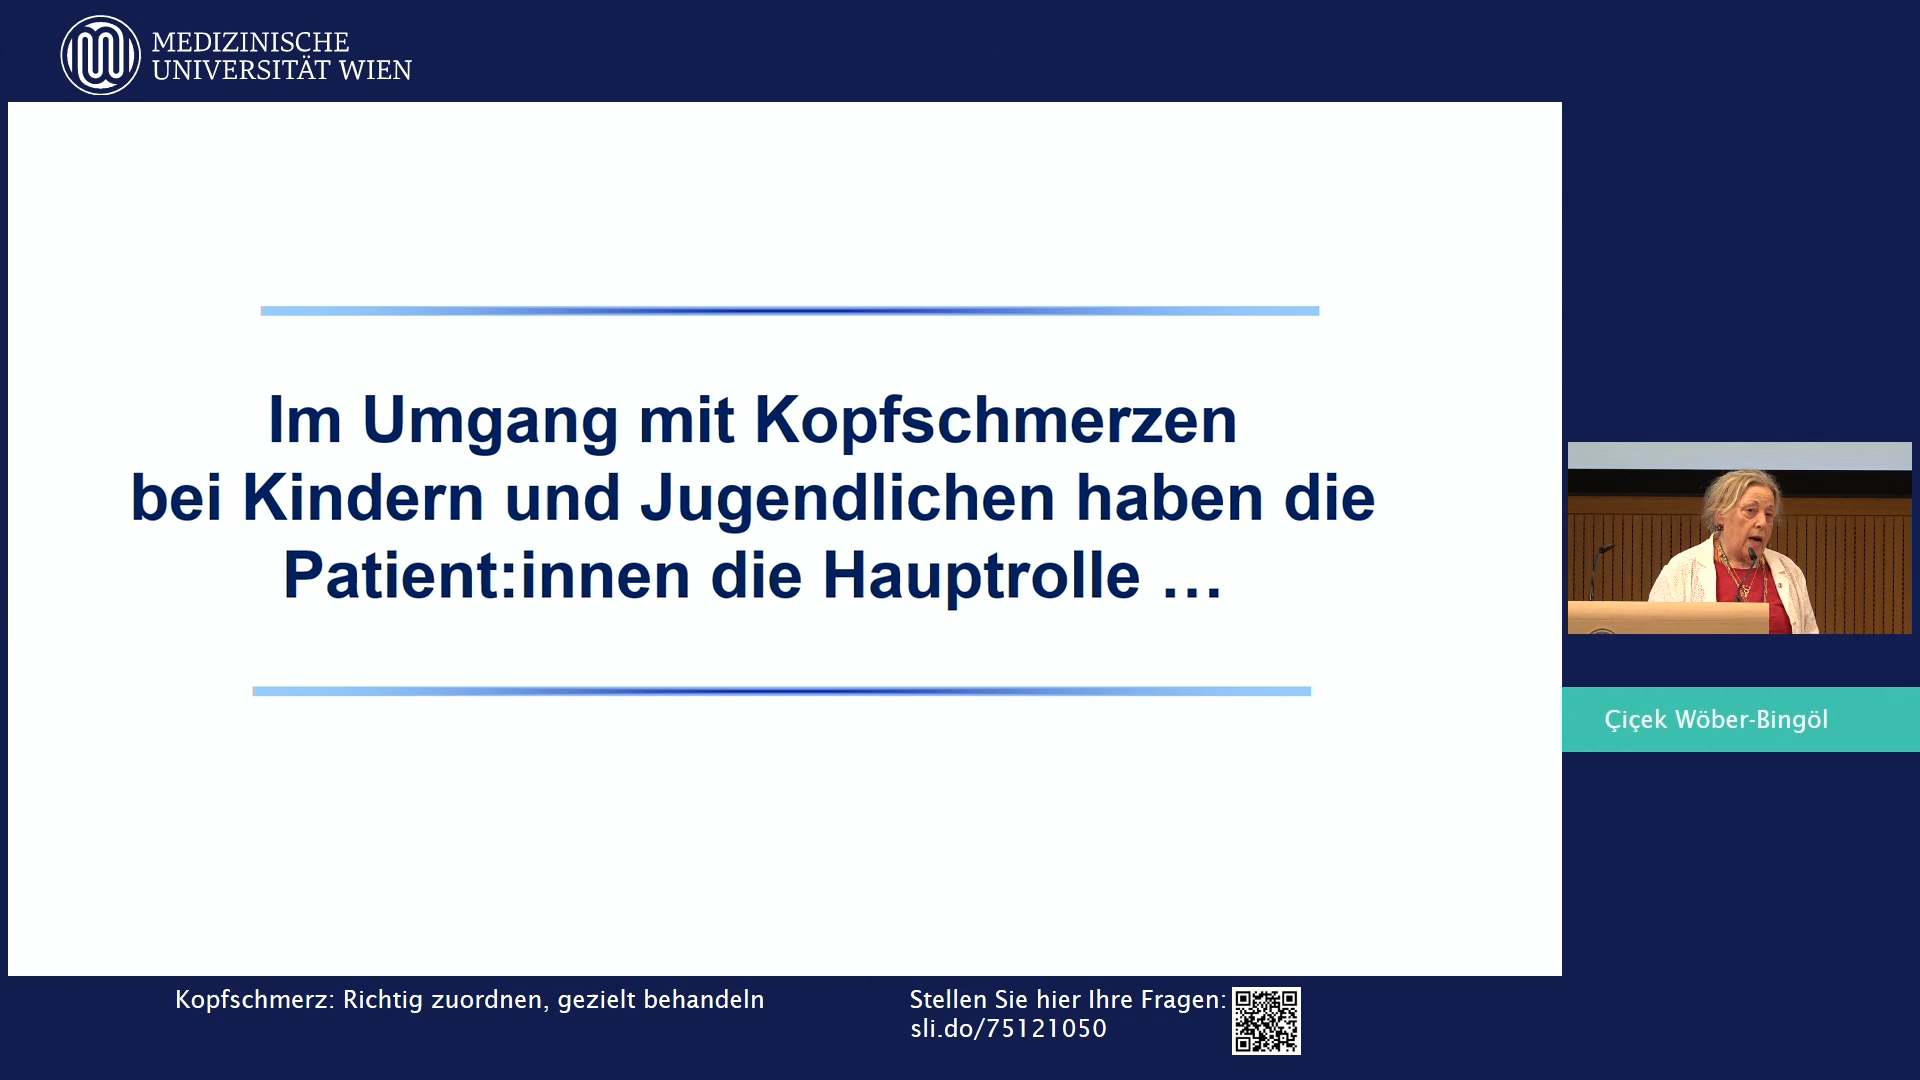 MEDIZINISCHE
UNIVERSITÄT WIEN
Im Umgang mit Kopfschmerzen
bei Kindern und Jugendlichen haben die
Patient:innen die Hauptrolle …
Çiçek Wöber-Bingöl
Kopfschmerz: Richtig zuordnen, gezielt behandeln
Stellen Sie hier Ihre Fragen:
sli.do/75121050